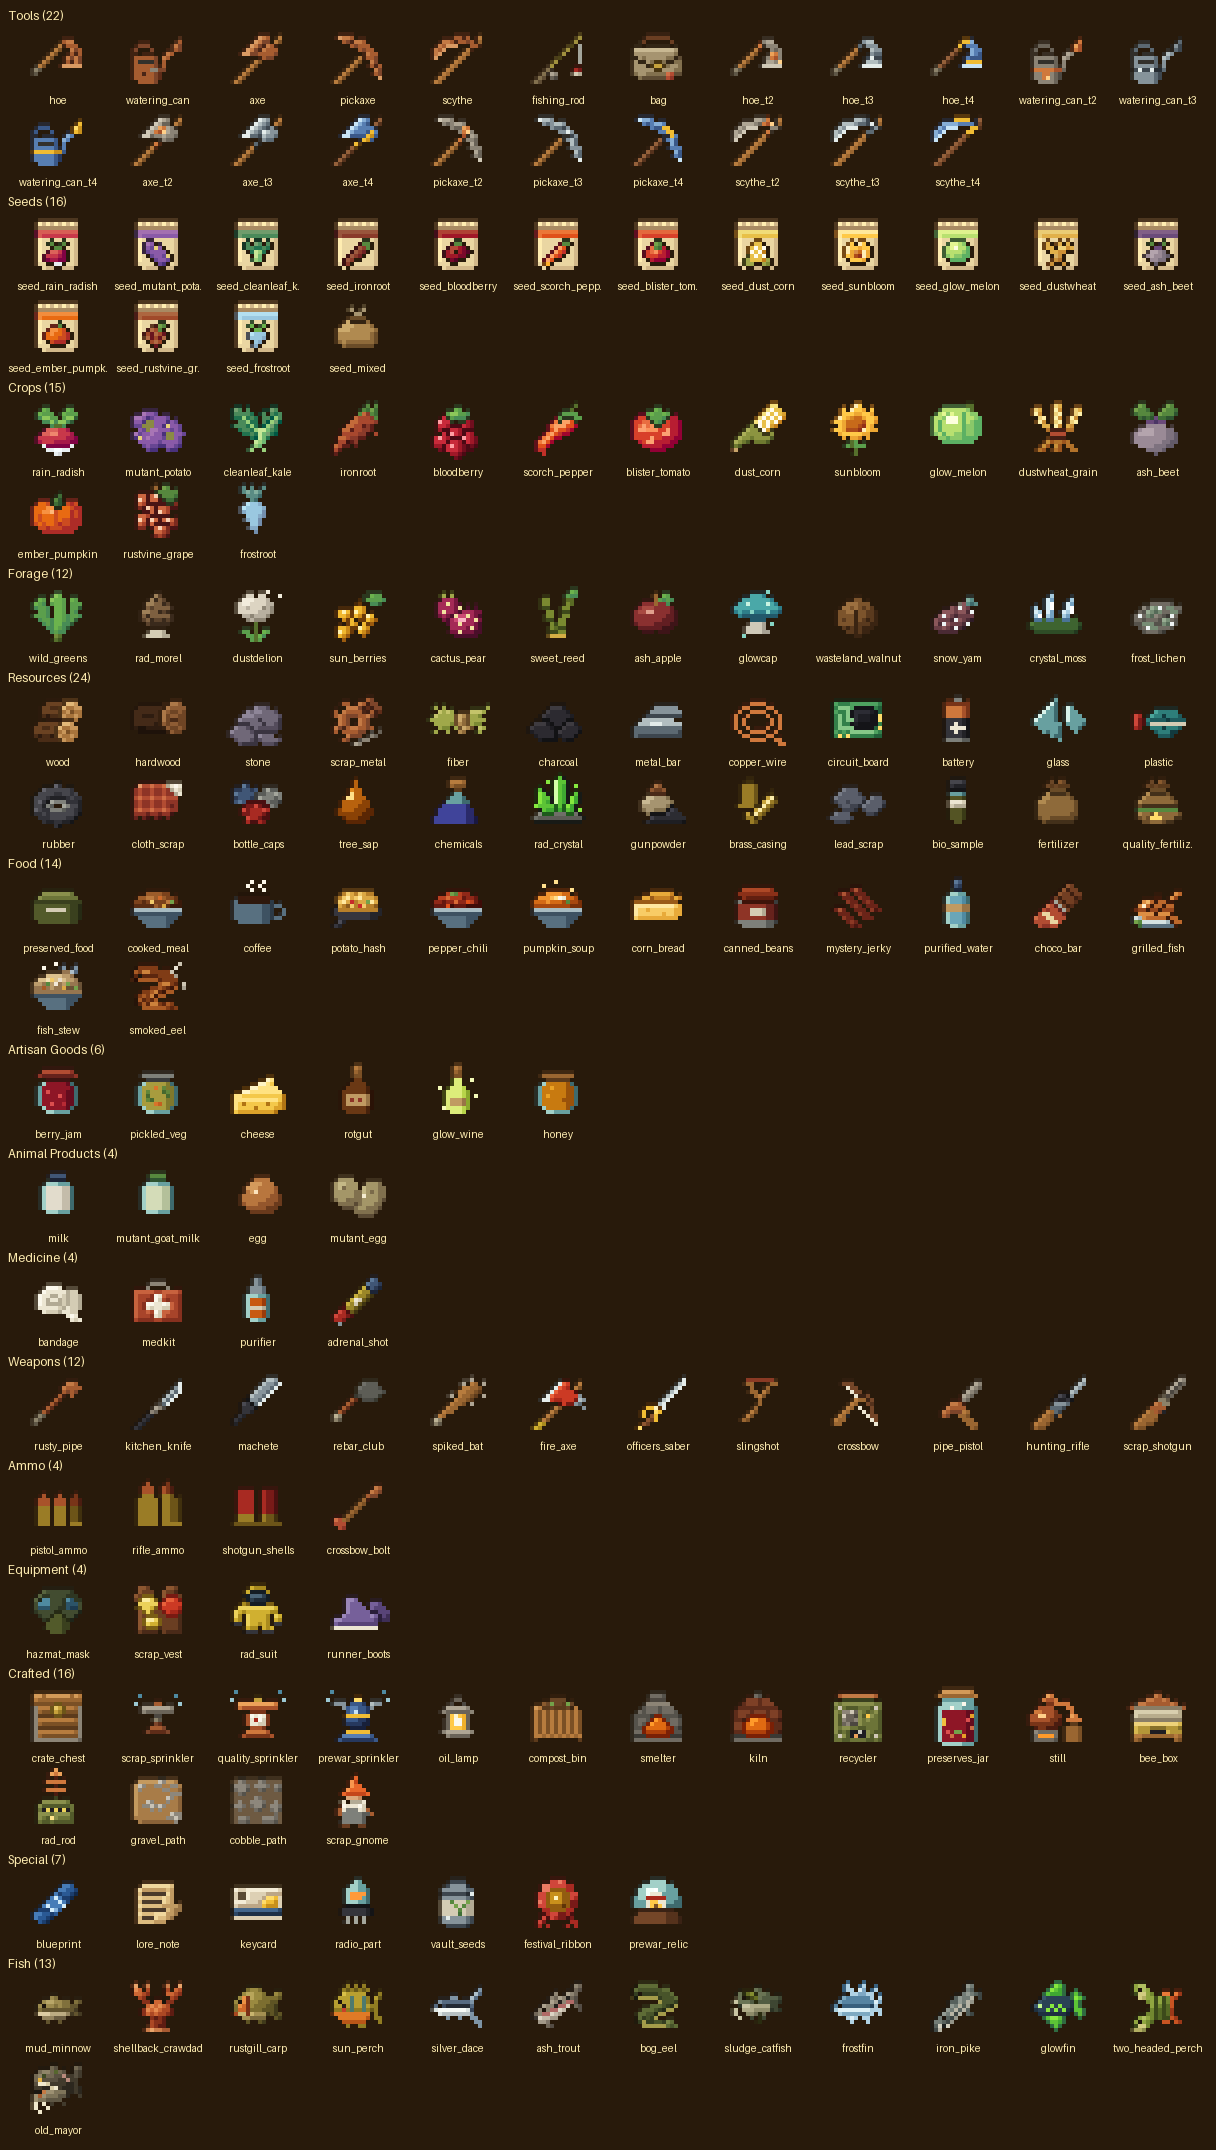 Tools (22)
hoe watering_can axe pickaxe scythe fishing_rod bag hoe_t2 hoe_t3 hoe_t4 watering_can_t2 watering_can_t3
watering_can_t4 axe_t2 axe_t3 axe_t4 pickaxe_t2 pickaxe_t3 pickaxe_t4 scythe_t2 scythe_t3 scythe_t4
Seeds (16)
seed_rain_radish seed_mutant_pota. seed_cleanleaf_k. seed_ironroot seed_bloodberry seed_scorch_pepp. seed_blister_tom. seed_dust_corn seed_sunbloom seed_glow_melon seed_dustwheat seed_ash_beet
seed_ember_pumpk. seed_rustvine_gr. seed_frostroot seed_mixed
Crops (15)
rain_radish mutant_potato cleanleaf_kale ironroot bloodberry scorch_pepper blister_tomato dust_corn sunbloom glow_melon dustwheat_grain ash_beet
ember_pumpkin rustvine_grape frostroot
Forage (12)
wild_greens rad_morel dustdelion sun_berries cactus_pear sweet_reed ash_apple glowcap wasteland_walnut snow_yam crystal_moss frost_lichen
Resources (24)
wood hardwood stone scrap_metal fiber charcoal metal_bar copper_wire circuit_board battery glass plastic
rubber cloth_scrap bottle_caps tree_sap chemicals rad_crystal gunpowder brass_casing lead_scrap bio_sample fertilizer quality_fertiliz.
Food (14)
preserved_food cooked_meal coffee potato_hash pepper_chili pumpkin_soup corn_bread canned_beans mystery_jerky purified_water choco_bar grilled_fish
fish_stew smoked_eel
Artisan Goods (6)
berry_jam pickled_veg cheese rotgut glow_wine honey
Animal Products (4)
milk mutant_goat_milk egg mutant_egg
Medicine (4)
bandage medkit purifier adrenal_shot
Weapons (12)
rusty_pipe kitchen_knife machete rebar_club spiked_bat fire_axe officers_saber slingshot crossbow pipe_pistol hunting_rifle scrap_shotgun
Ammo (4)
pistol_ammo rifle_ammo shotgun_shells crossbow_bolt
Equipment (4)
hazmat_mask scrap_vest rad_suit runner_boots
Crafted (16)
crate_chest scrap_sprinkler quality_sprinkler prewar_sprinkler oil_lamp compost_bin smelter kiln recycler preserves_jar still bee_box
rad_rod gravel_path cobble_path scrap_gnome
Special (7)
blueprint lore_note keycard radio_part vault_seeds festival_ribbon prewar_relic
Fish (13)
mud_minnow shellback_crawdad rustgill_carp sun_perch silver_dace ash_trout bog_eel sludge_catfish frostfin iron_pike glowfin two_headed_perch
old_mayor